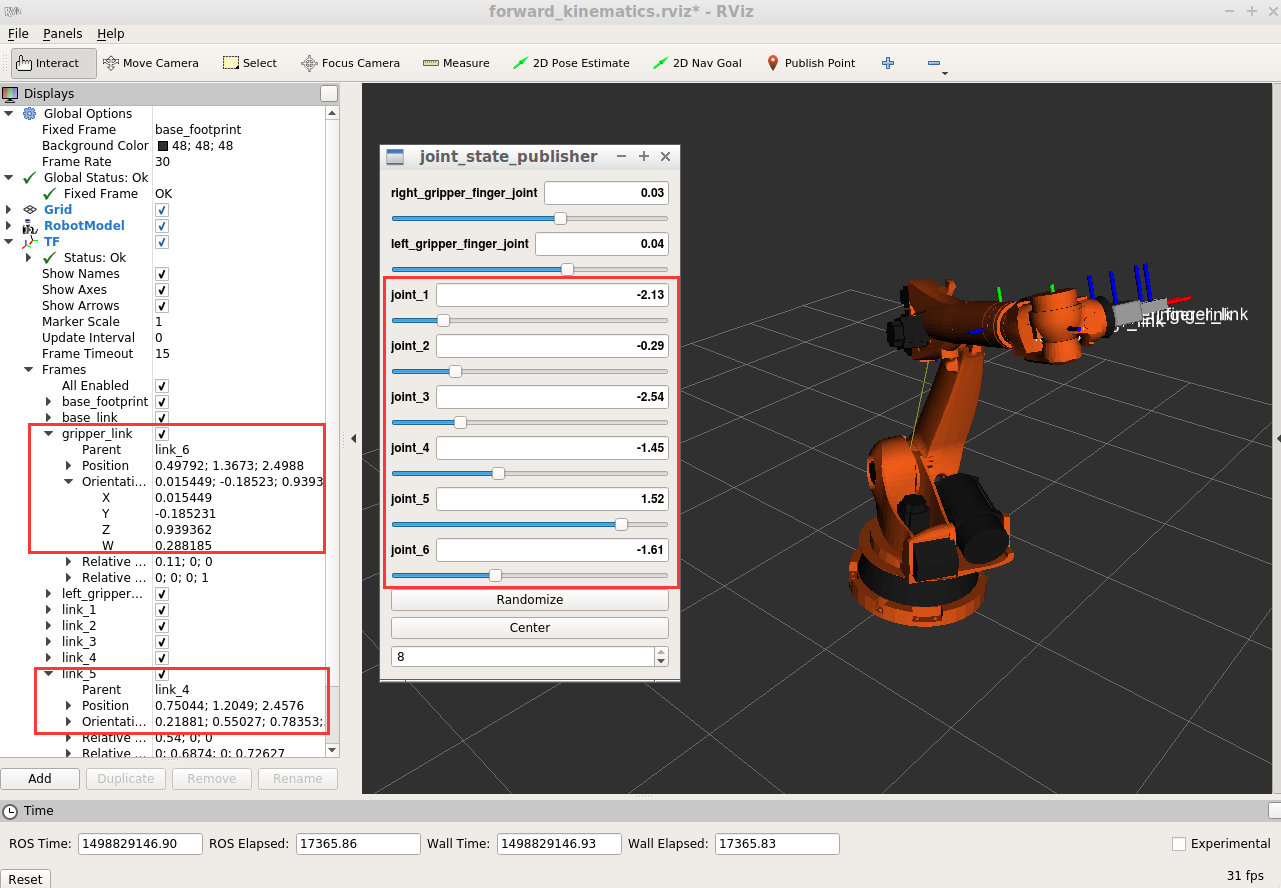 RViz
forward_kinematics.rviz* - RViz
File Panels Help
Interact Move Camera Select Focus Camera Measure 2D Pose Estimate 2D Nav Goal Publish Point
Displays
Global Options
Fixed Frame base_footprint
Background Color 48; 48; 48
Frame Rate 30
Global Status: Ok
Fixed Frame OK
Grid
RobotModel
TF
Status: Ok
Show Names
Show Axes
Show Arrows
Marker Scale 1
Update Interval 0
Frame Timeout 15
Frames
All Enabled
base_footprint
base_link
gripper_link
Parent link_6
Position 0.49792; 1.3673; 2.4988
Orientati... 0.015449; -0.18523; 0.9393
X 0.015449
Y -0.185231
Z 0.939362
W 0.288185
Relative ... 0.11; 0; 0
Relative ... 0; 0; 0; 1
left_gripper...
link_1
link_2
link_3
link_4
link_5
Parent link_4
Position 0.75044; 1.2049; 2.4576
Orientati... 0.21881; 0.55027; 0.78353;
Relative ... 0.54; 0; 0
Relative ... 0; 0.6874; 0; 0.72627
Add Duplicate Remove Rename
joint_state_publisher
right_gripper_finger_joint 0.03
left_gripper_finger_joint 0.04
joint_1 -2.13
joint_2 -0.29
joint_3 -2.54
joint_4 -1.45
joint_5 1.52
joint_6 -1.61
Randomize
Center
8
Time
ROS Time: 1498829146.90 ROS Elapsed: 17365.86 Wall Time: 1498829146.93 Wall Elapsed: 17365.83 Experimental
Reset 31 fps